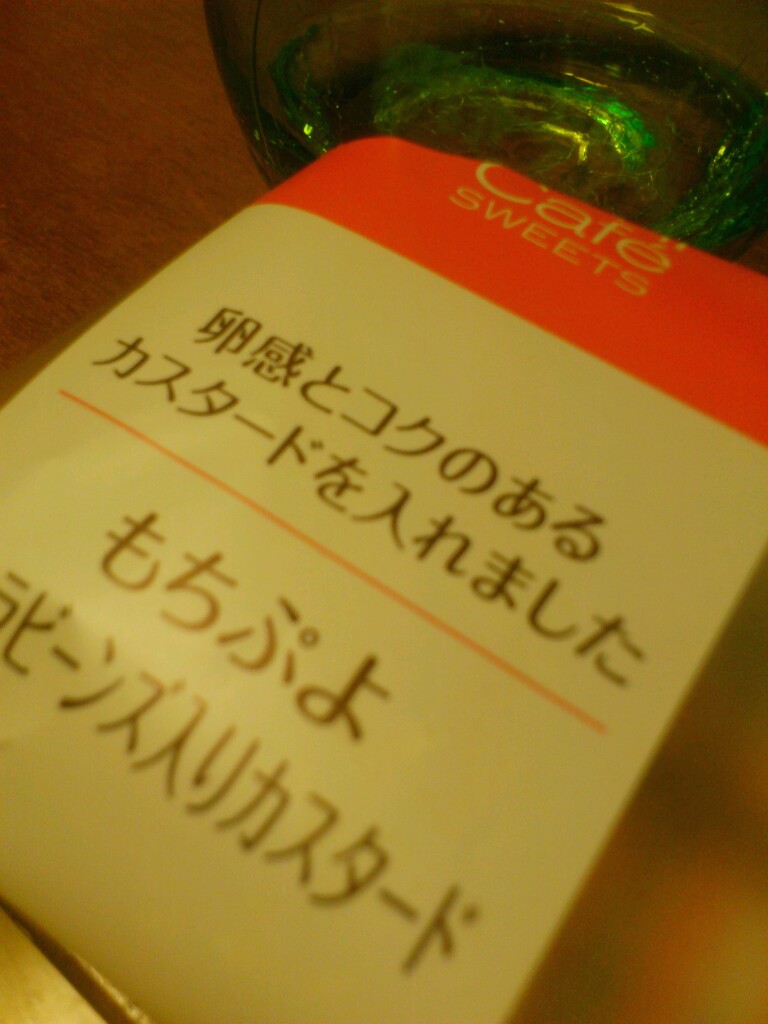 Café
SWEETS
卵感とコクのある
カスタードを入れました
もちぷよ
ラビーンズ入りカスタード